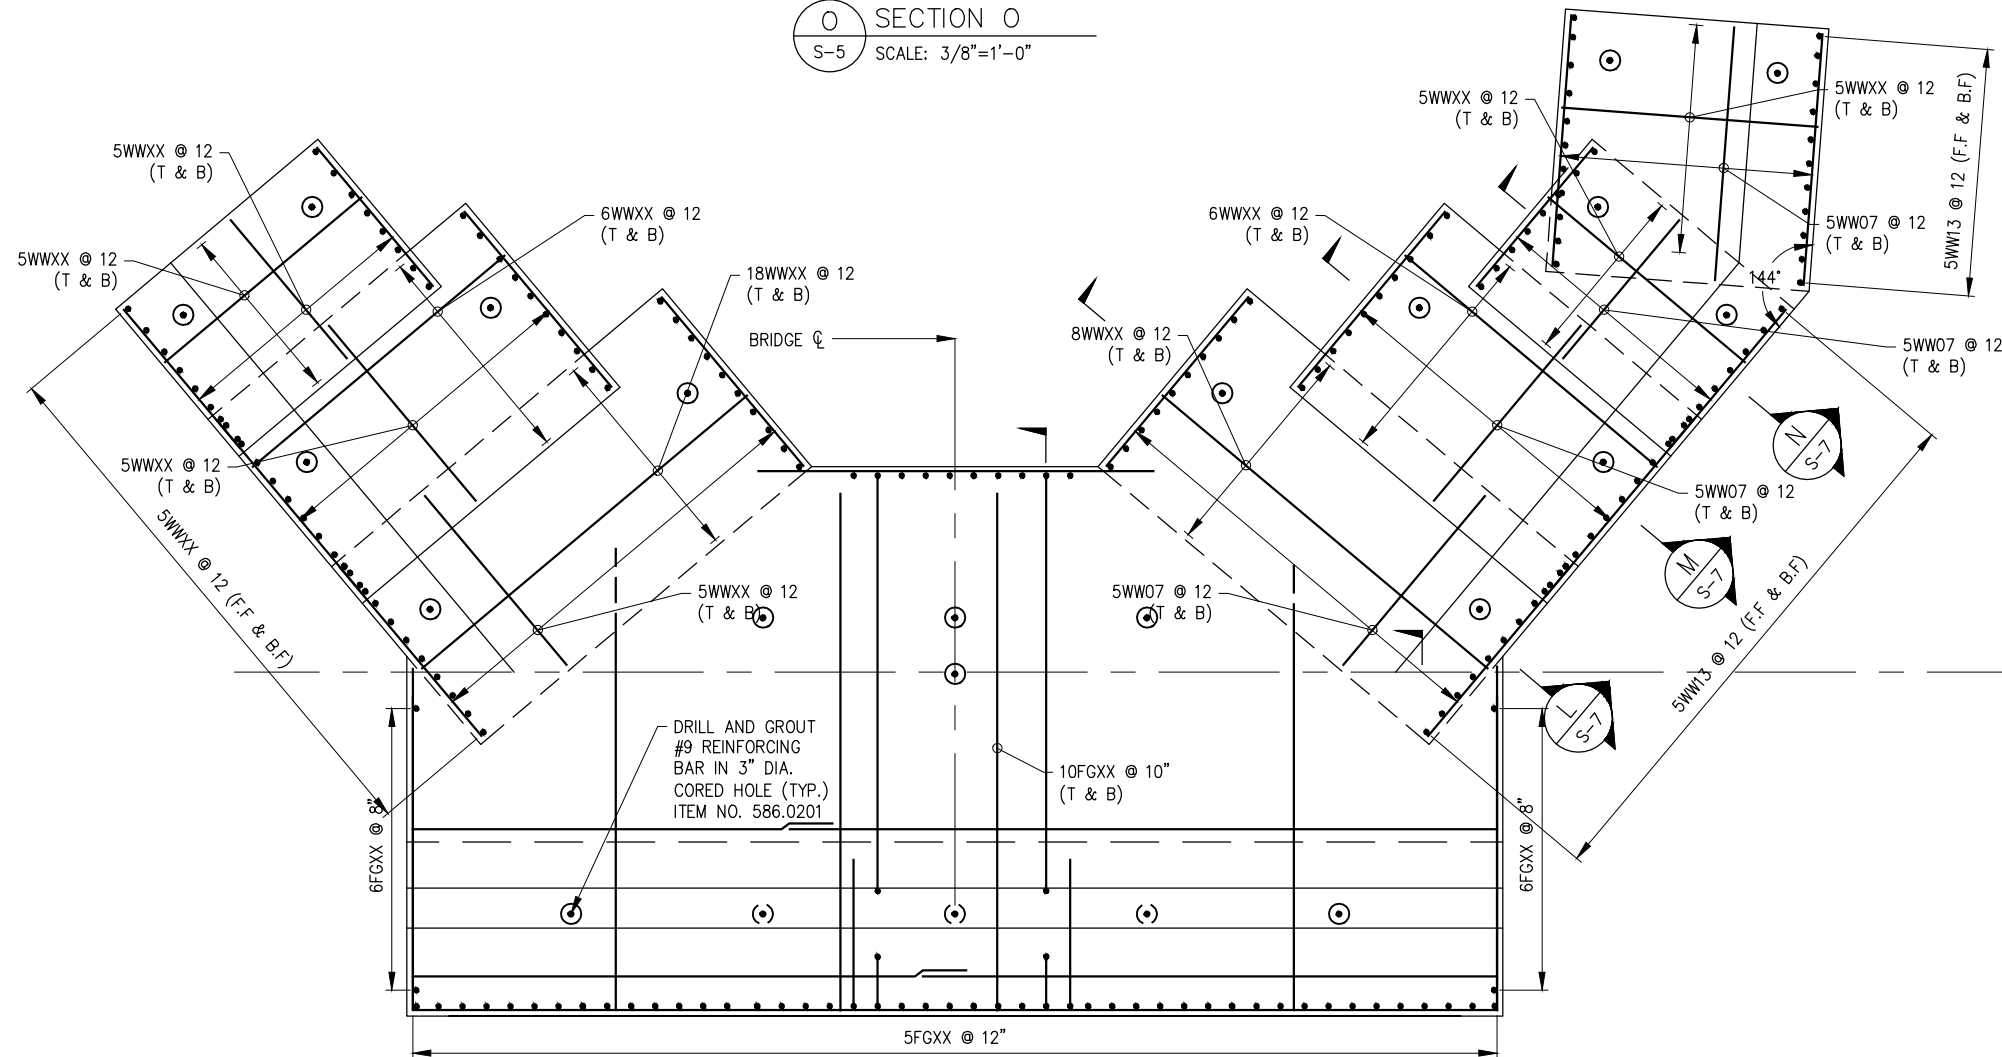 O
SECTION O
S-5
SCALE: 3/8"=1'-0"
5WWXX @ 12
(T & B)
5WWXX @ 12
(T & B)
6WWXX @ 12
(T & B)
18WWXX @ 12
(T & B)
BRIDGE ℄
5WWXX @ 12
(T & B)
5WWXX @ 12 (F.F & B.F)
5WWXX @ 12
(T & B)
5WWXX @ 12
(T & B)
5WWXX @ 12
(T & B)
5WW13 @ 12 (F.F & B.F)
6WWXX @ 12
(T & B)
5WW07 @ 12
(T & B)
144°
8WWXX @ 12
(T & B)
5WW07 @ 12
(T & B)
N
S-7
5WW07 @ 12
(T & B)
M
S-7
5WW07 @ 12
(T & B)
5WW13 @ 12 (F.F & B.F)
L
S-7
DRILL AND GROUT
#9 REINFORCING
BAR IN 3" DIA.
CORED HOLE (TYP.)
ITEM NO. 586.0201
10FGXX @ 10"
(T & B)
6FGXX @ 8"
6FGXX @ 8"
5FGXX @ 12"